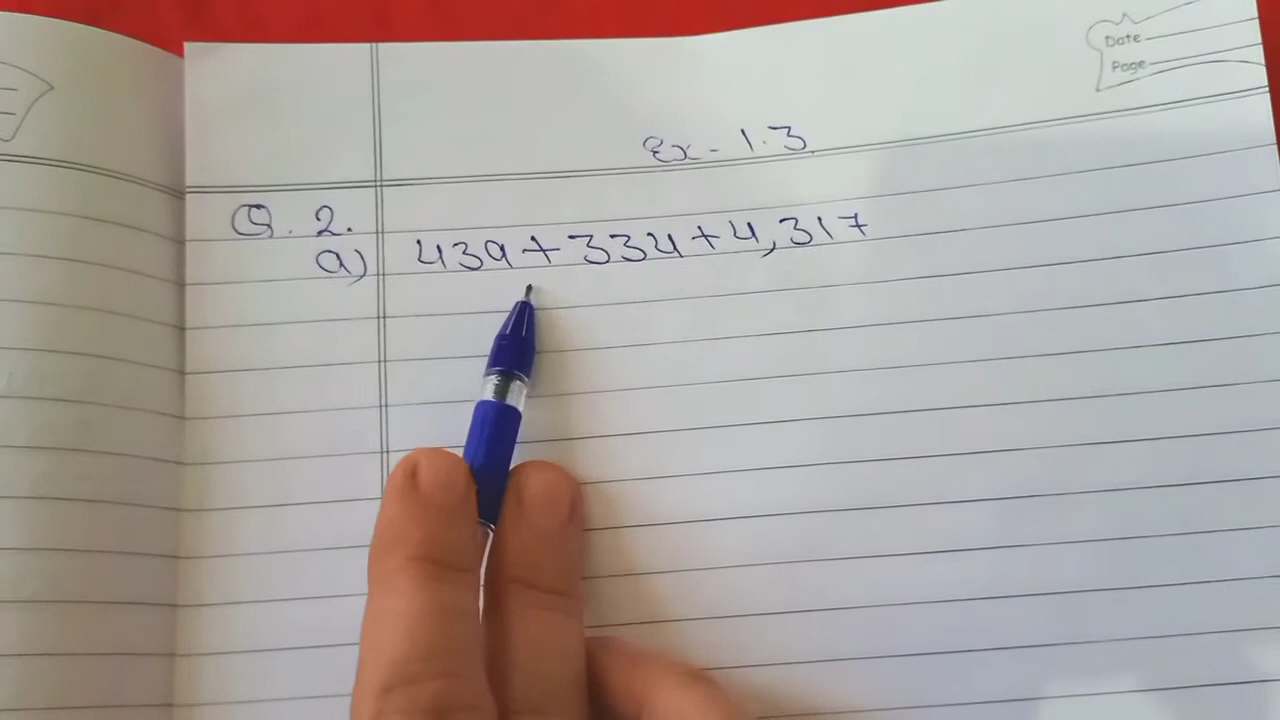 Date
Page
Ex - 1.3
Q. 2.
a) 439 + 334 + 4,317